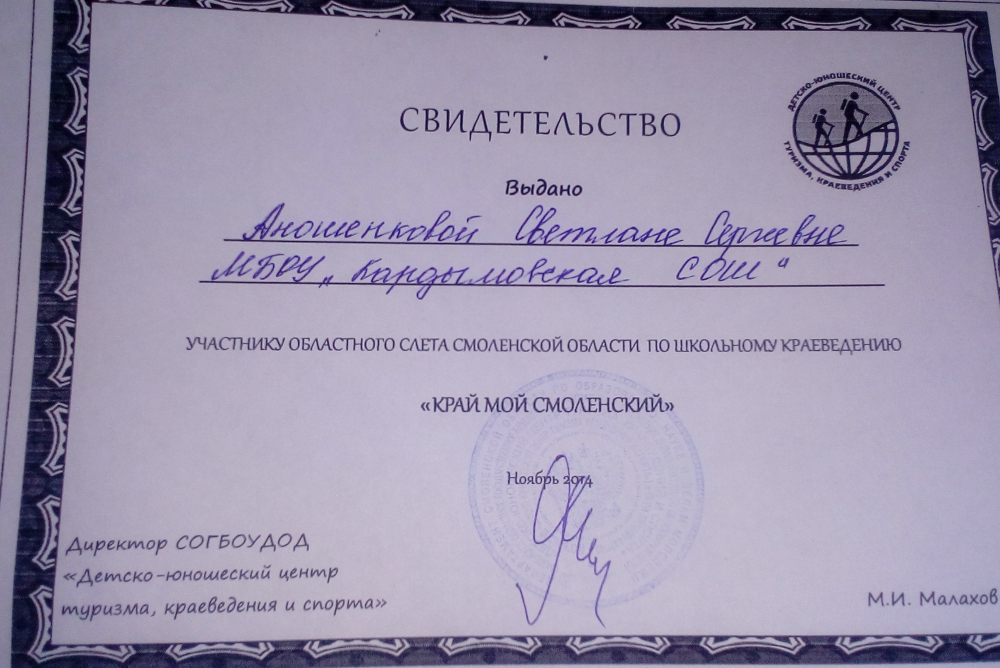 ДЕТСКО-ЮНОШЕСКИЙ ЦЕНТР
ТУРИЗМА, КРАЕВЕДЕНИЯ И СПОРТА
СВИДЕТЕЛЬСТВО
Выдано
Аношенковой Светлане Сергеевне
МБОУ „Кардымовская СОШ"
УЧАСТНИКУ ОБЛАСТНОГО СЛЕТА СМОЛЕНСКОЙ ОБЛАСТИ ПО ШКОЛЬНОМУ КРАЕВЕДЕНИЮ
«КРАЙ МОЙ СМОЛЕНСКИЙ»
Ноябрь 2014
Директор СОГБОУДОД
«Детско-юношеский центр
туризма, краеведения и спорта»
М.И. Малахов